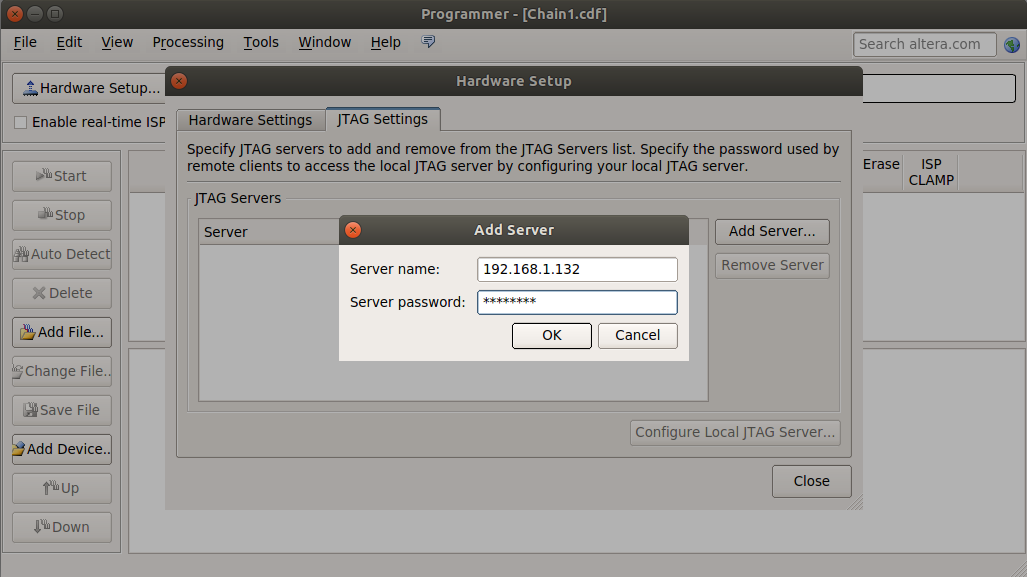 Programmer - [Chain1.cdf]
File Edit View Processing Tools Window Help
Search altera.com
Hardware Setup...
Enable real-time ISP
Hardware Setup
Hardware Settings
JTAG Settings
Specify JTAG servers to add and remove from the JTAG Servers list. Specify the password used by
remote clients to access the local JTAG server by configuring your local JTAG server.
JTAG Servers
Server
Add Server...
Remove Server
Add Server
Server name: 192.168.1.132
Server password: ********
OK
Cancel
Configure Local JTAG Server...
Close
Start
Stop
Auto Detect
Delete
Add File...
Change File..
Save File
Add Device..
Up
Down
Erase
ISP
CLAMP